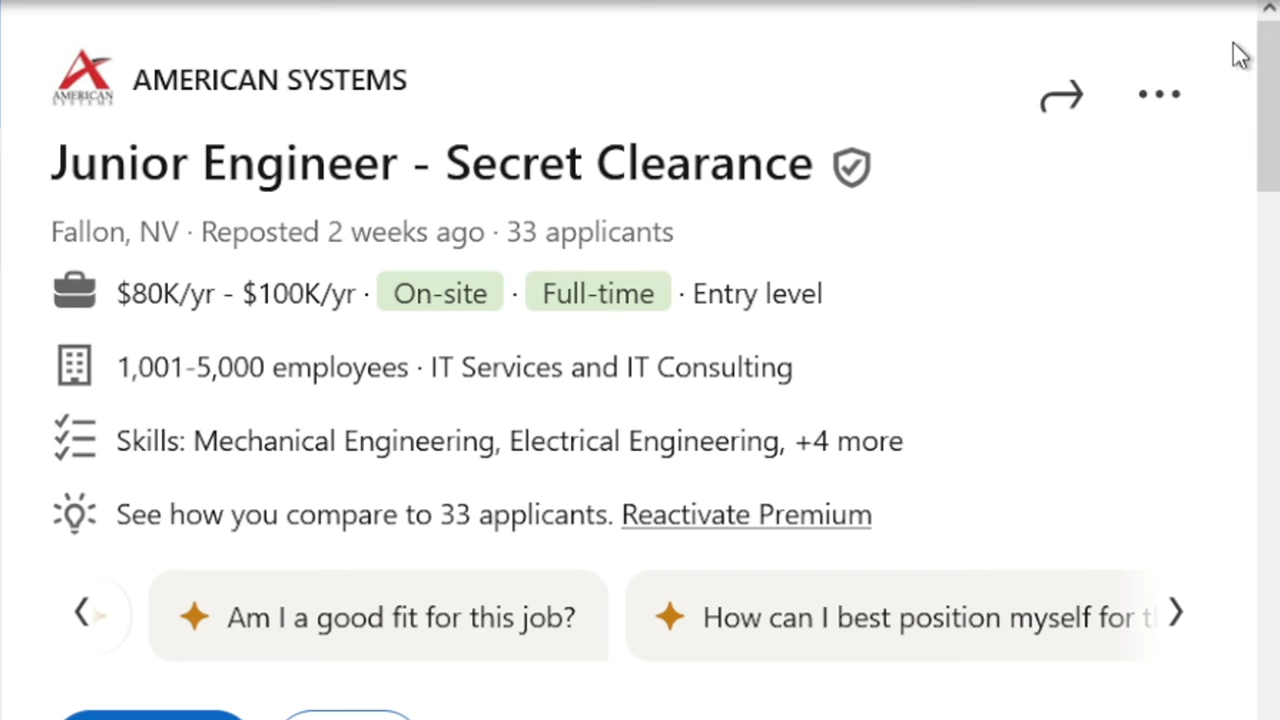 AMERICAN SYSTEMS
AMERICAN
SYSTEMS
Junior Engineer - Secret Clearance
Fallon, NV · Reposted 2 weeks ago · 33 applicants
$80K/yr - $100K/yr · On-site · Full-time · Entry level
1,001-5,000 employees · IT Services and IT Consulting
Skills: Mechanical Engineering, Electrical Engineering, +4 more
See how you compare to 33 applicants. Reactivate Premium
Am I a good fit for this job?
How can I best position myself for